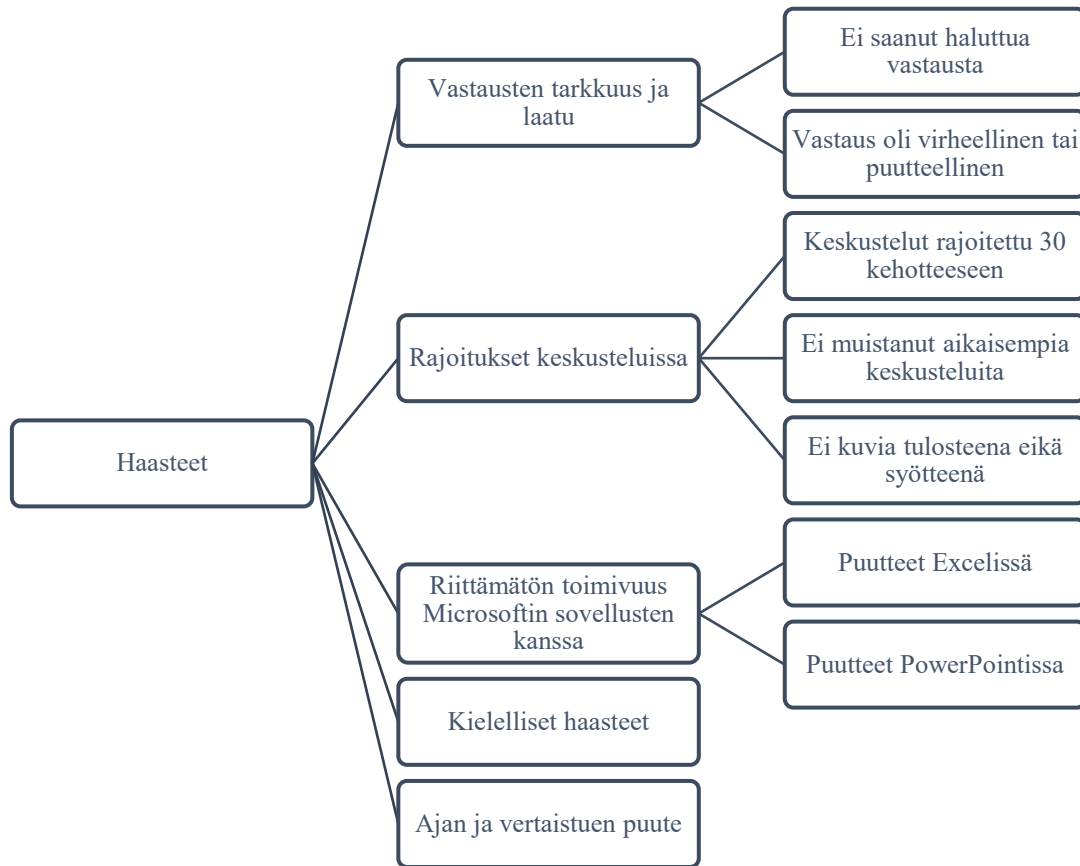 Haasteet
Vastausten tarkkuus ja
laatu
Ei saanut haluttua
vastausta
Vastaus oli virheellinen tai
puutteellinen
Rajoitukset keskusteluissa
Keskustelut rajoitettu 30
kehotteeseen
Ei muistanut aikaisempia
keskusteluita
Ei kuvia tulosteena eikä
syötteenä
Riittämätön toimivuus
Microsoftin sovellusten
kanssa
Puutteet Excelissä
Puutteet PowerPointissa
Kielelliset haasteet
Ajan ja vertaistuen puute